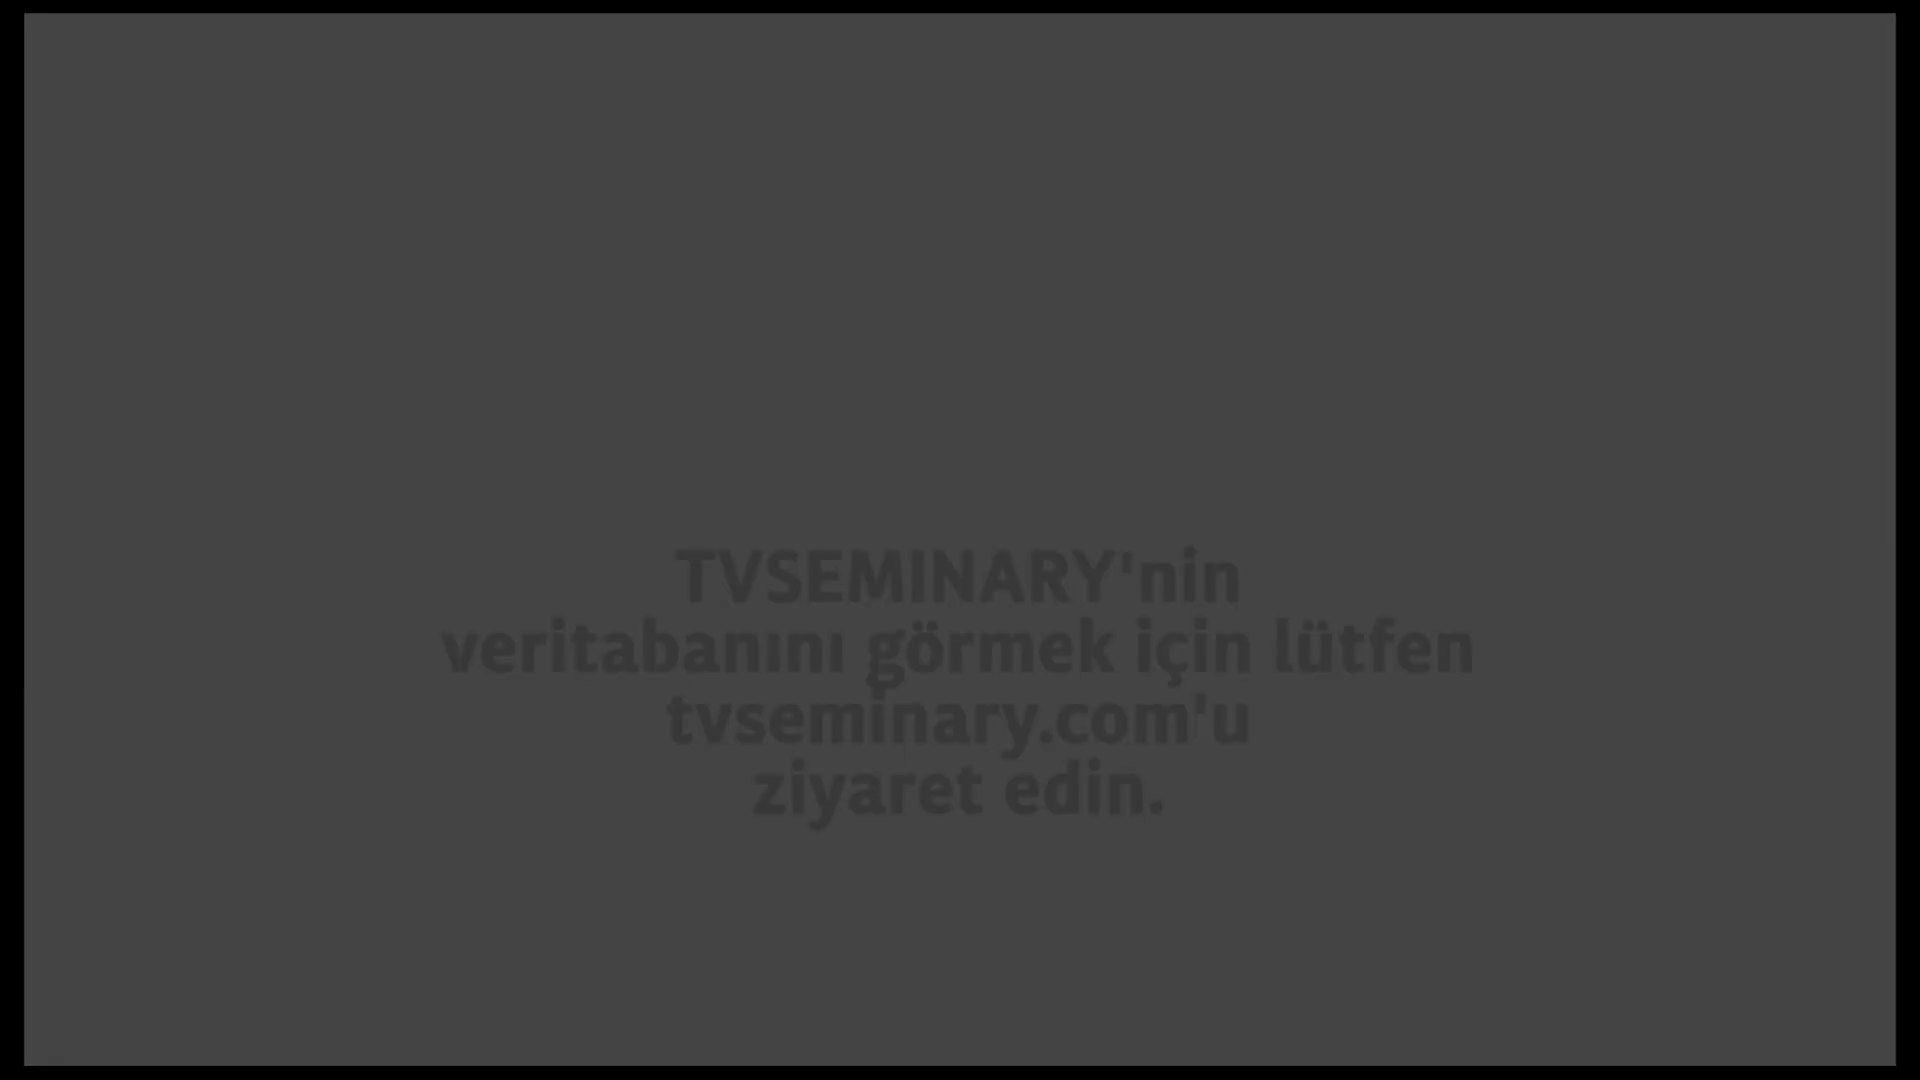 TVSEMINARY'nin
veritabanını görmek için lütfen
tvseminary.com'u
ziyaret edin.